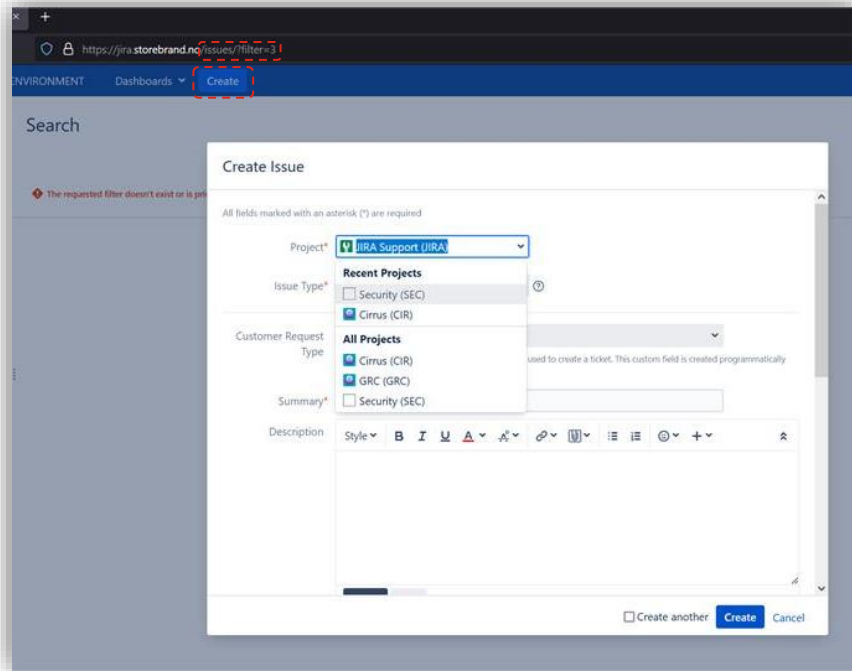 https://jira.storebrand.no/issues/?filter=3
ENVIRONMENT Dashboards Create
Search
The requested filter doesn't exist or is pri
Create Issue
All fields marked with an asterisk (*) are required
Project* JIRA Support (JIRA)
Recent Projects
Issue Type*
Security (SEC)
Cirrus (CIR)
Customer Request Type
All Projects
Cirrus (CIR)
used to create a ticket. This custom field is created programmatically
GRC (GRC)
Summary*
Security (SEC)
Description
Style B I U A
Create another Create Cancel